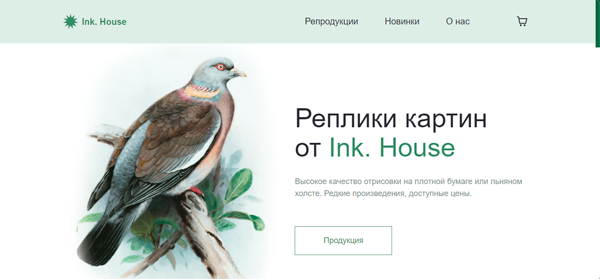 Ink. House
Репродукции Новинки О нас
Реплики картин
от Ink. House
Высокое качество отрисовки на плотной бумаге или льняном
холсте. Редкие произведения, доступные цены.
Продукция